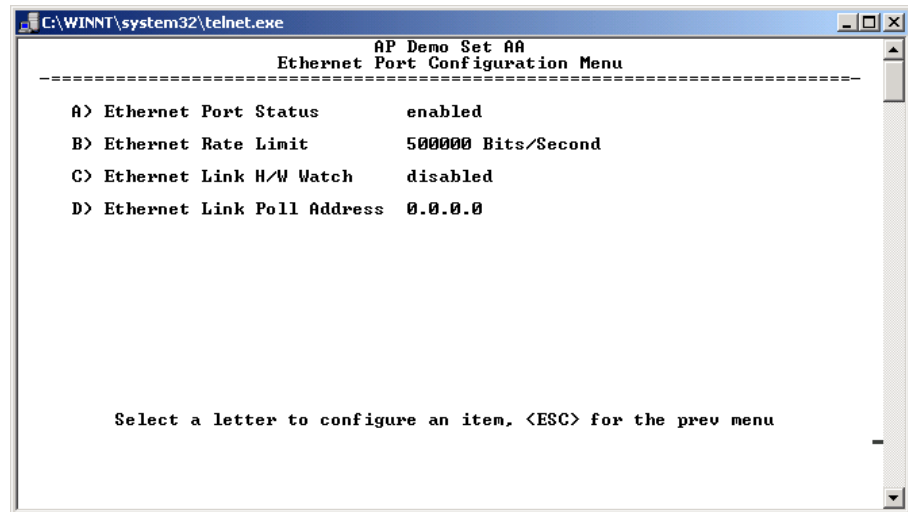 C:\WINNT\system32\telnet.exe
AP Demo Set AA
Ethernet Port Configuration Menu
-==============================================================================-
A) Ethernet Port Status enabled
B) Ethernet Rate Limit 500000 Bits/Second
C) Ethernet Link H/W Watch disabled
D) Ethernet Link Poll Address 0.0.0.0
Select a letter to configure an item, <ESC> for the prev menu